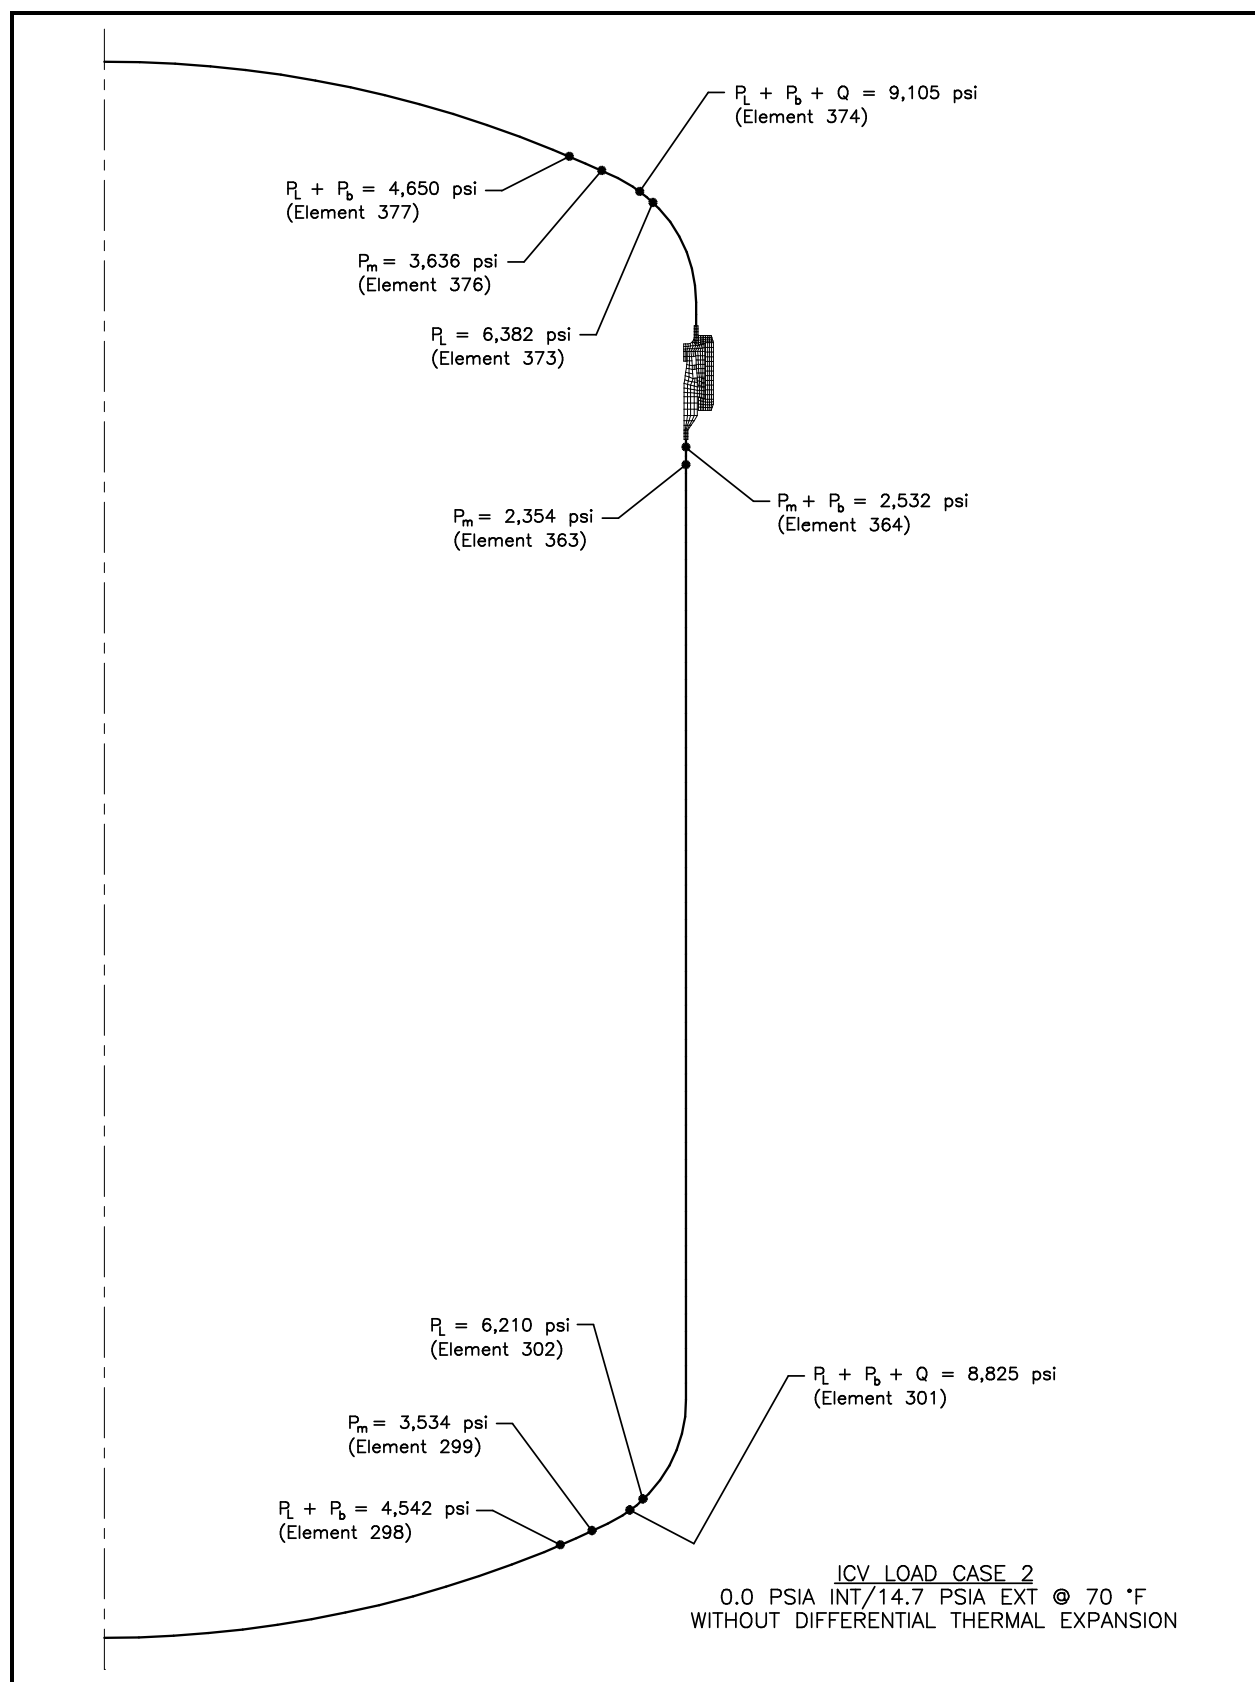 P_L + P_b + Q = 9,105 psi
(Element 374)
P_L + P_b = 4,650 psi
(Element 377)
P_m = 3,636 psi
(Element 376)
P_L = 6,382 psi
(Element 373)
P_m + P_b = 2,532 psi
(Element 364)
P_m = 2,354 psi
(Element 363)
P_L = 6,210 psi
(Element 302)
P_L + P_b + Q = 8,825 psi
(Element 301)
P_m = 3,534 psi
(Element 299)
P_L + P_b = 4,542 psi
(Element 298)
ICV LOAD CASE 2
0.0 PSIA INT/14.7 PSIA EXT @ 70 °F
WITHOUT DIFFERENTIAL THERMAL EXPANSION